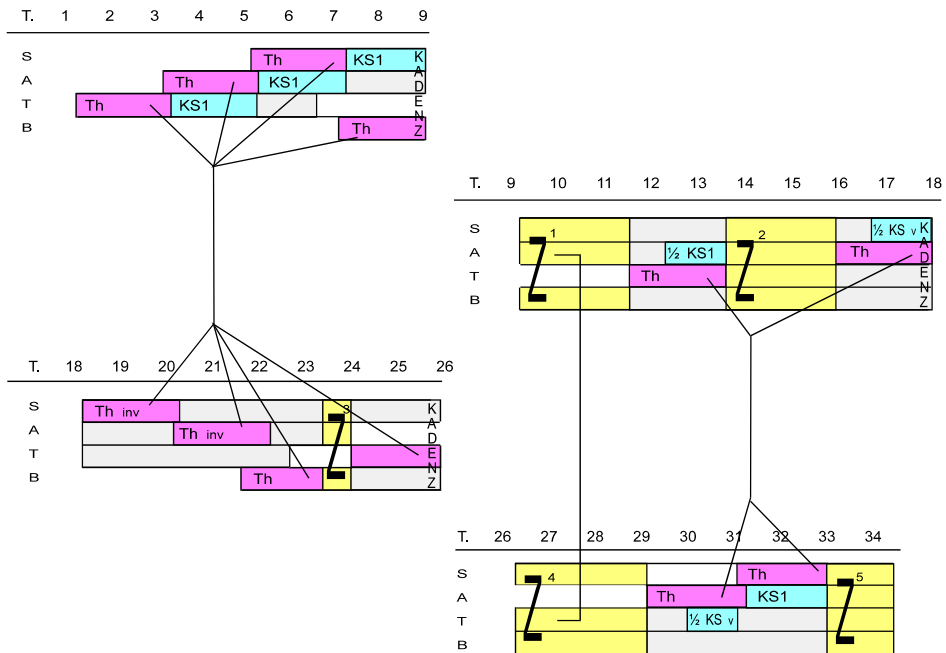 T. 1 2 3 4 5 6 7 8 9
S Th KS1
A Th KS1
T Th KS1
B Th
KADENZ
T. 9 10 11 12 13 14 15 16 17 18
S 1 2 ½ KS v
A ½ KS1 Th
T Th
B
KADENZ
T. 18 19 20 21 22 23 24 25 26
S Th inv 3
A Th inv
T
B Th
KADENZ
T. 26 27 28 29 30 31 32 33 34
S 4 Th 5
A Th KS1
T ½ KS v
B